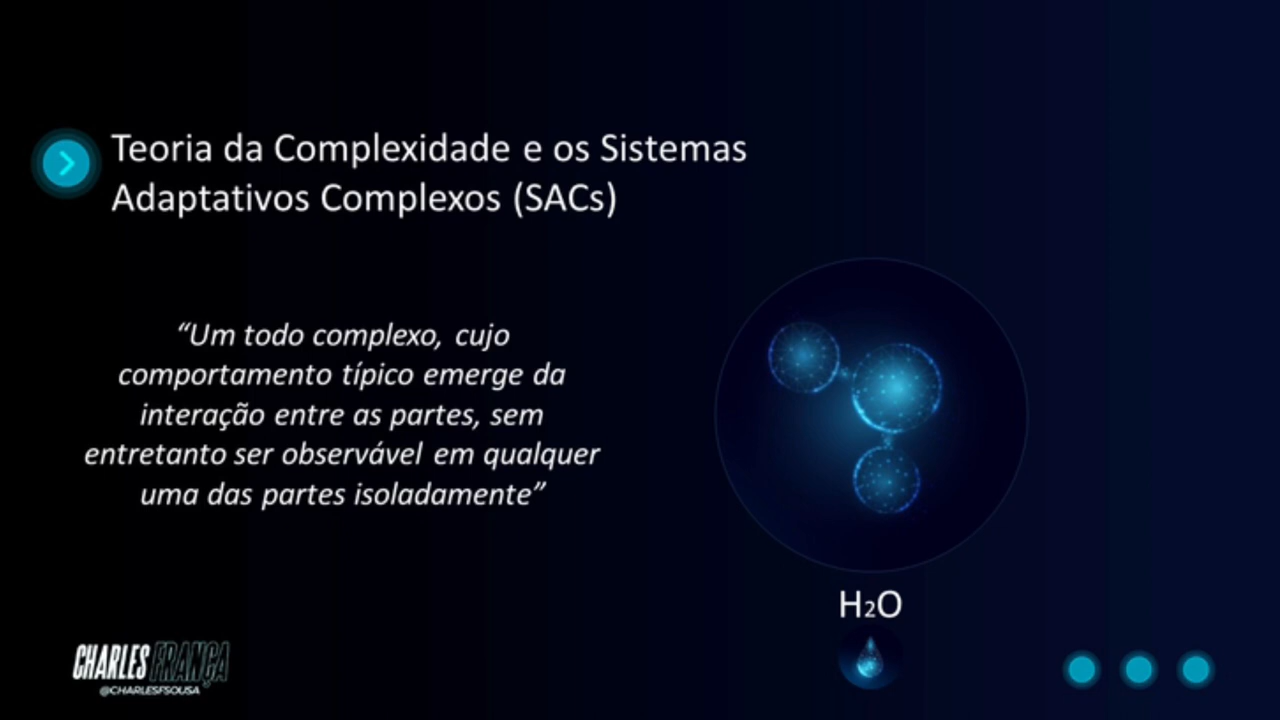 Teoria da Complexidade e os Sistemas
Adaptativos Complexos (SACs)
“Um todo complexo, cujo
comportamento típico emerge da
interação entre as partes, sem
entretanto ser observável em qualquer
uma das partes isoladamente”
H₂O
CHARLES FRANÇA
@CHARLESFSOUSA